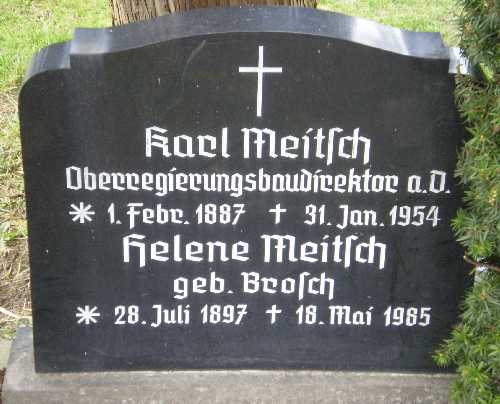 Karl Meitſch
Oberregierungsbaudirektor a.D.
* 1. Febr. 1887 † 31. Jan. 1954
Helene Meitſch
geb. Broſch
* 28. Juli 1897 † 18. Mai 1985